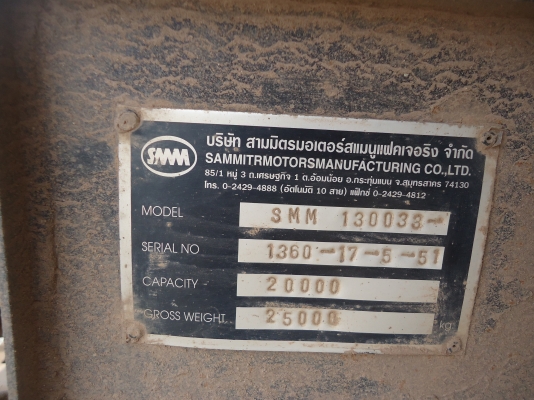 SMM
บริษัท สามมิตรมอเตอร์สแมนูแฟคเจอริง จำกัด
SAMMITRMOTORSMANUFACTURING CO.,LTD.
85/1 หมู่ 3 ถ.เศรษฐกิจ 1 ต.อ้อมน้อย อ.กระทุ่มแบน จ.สมุทรสาคร 74130
โทร. 0-2429-4888 (อัตโนมัติ 10 สาย) แฟ็กซ์ 0-2429-4812
MODEL SMM 130033-
SERIAL NO 1360-17-5-51
CAPACITY 20000
GROSS WEIGHT 25000 kg